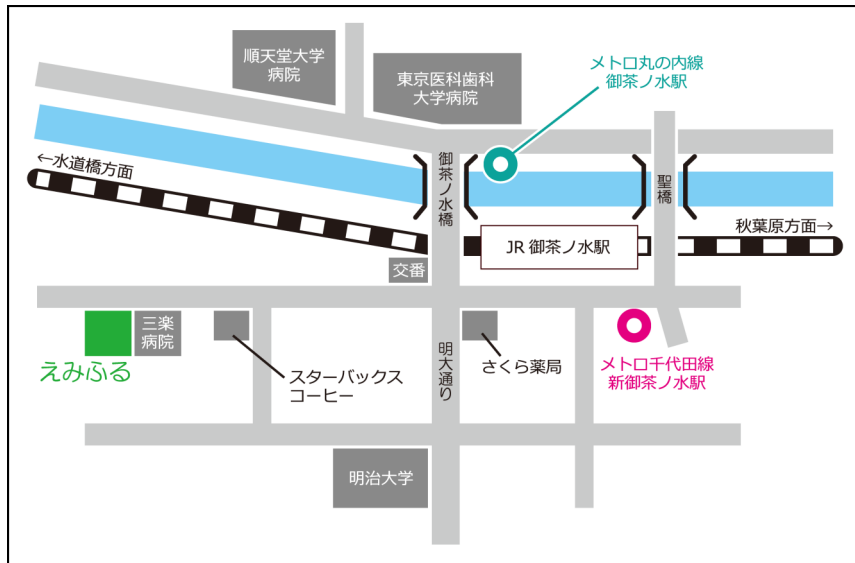 順天堂大学
病院
東京医科歯科
大学病院
メトロ丸の内線
御茶ノ水駅
←水道橋方面
御茶ノ水橋
聖橋
秋葉原方面→
JR 御茶ノ水駅
交番
三楽
病院
えみふる
スターバックス
コーヒー
明大通り
さくら薬局
メトロ千代田線
新御茶ノ水駅
明治大学